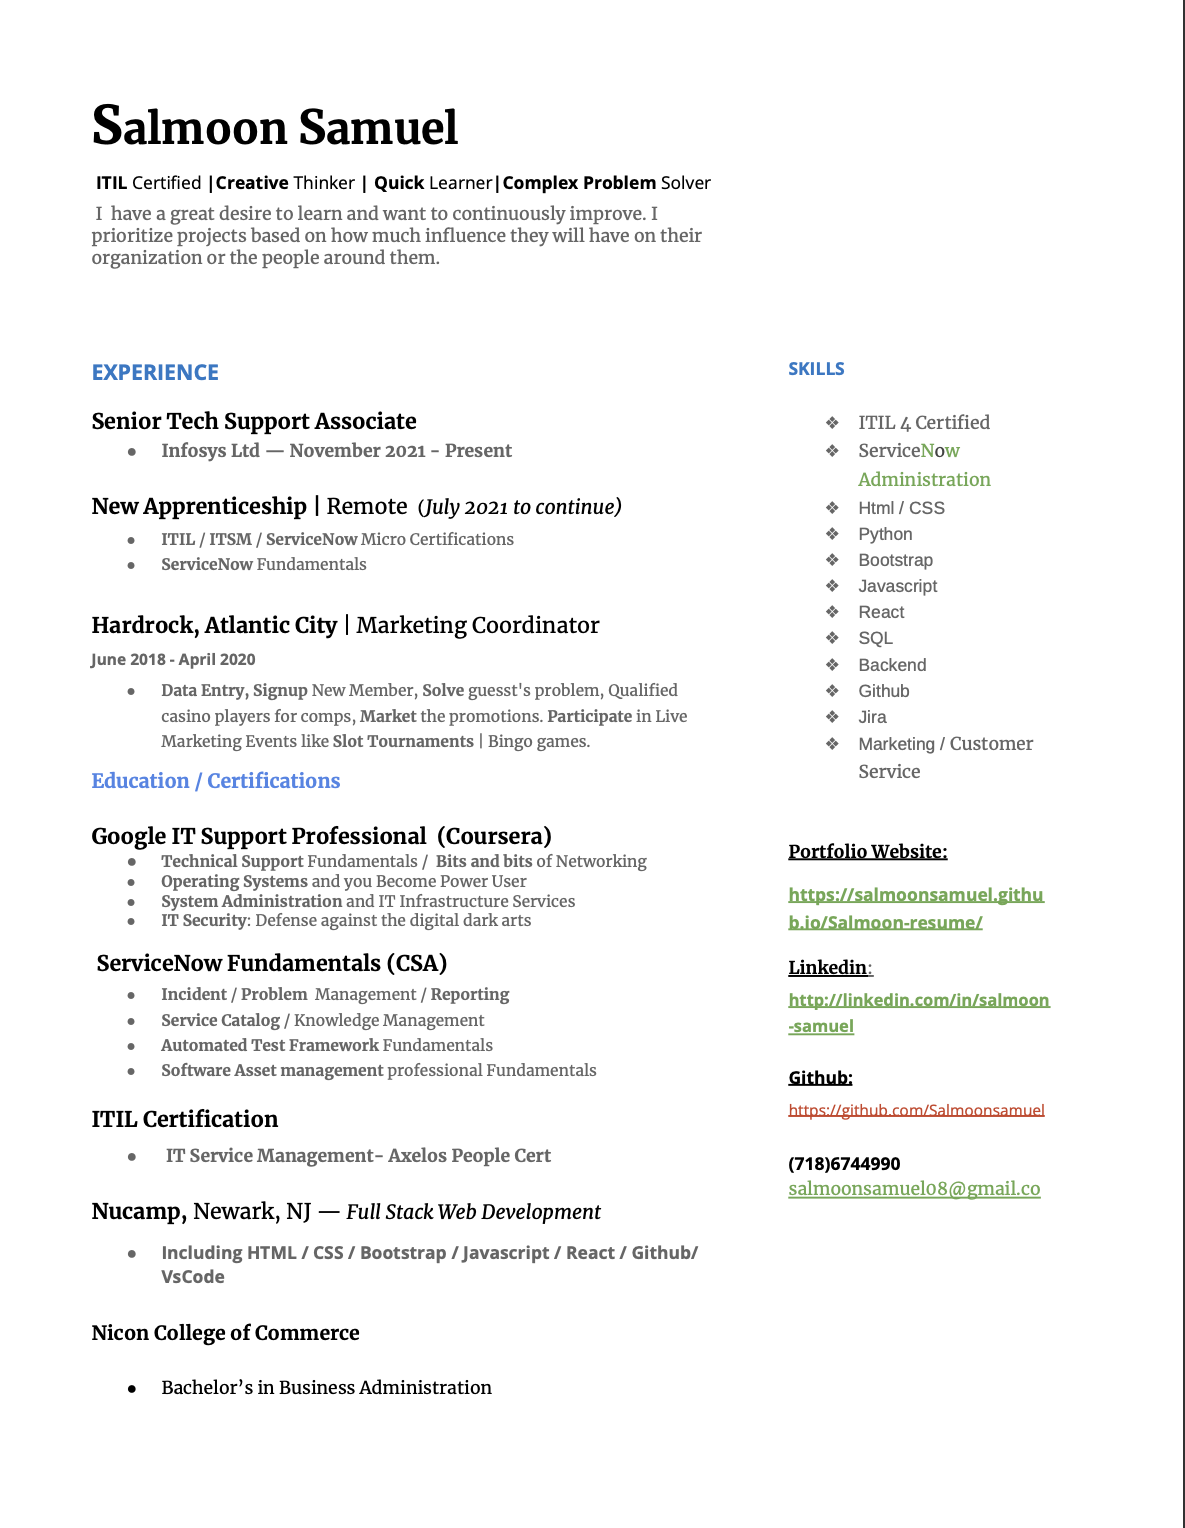 Salmoon Samuel
ITIL Certified |Creative Thinker | Quick Learner|Complex Problem Solver
I  have a great desire to learn and want to continuously improve. I
prioritize projects based on how much influence they will have on their
organization or the people around them.
EXPERIENCE
Senior Tech Support Associate
● Infosys Ltd — November 2021 - Present
New Apprenticeship | Remote  (July 2021 to continue)
● ITIL / ITSM / ServiceNow Micro Certifications
● ServiceNow Fundamentals
Hardrock, Atlantic City | Marketing Coordinator
June 2018 - April 2020
● Data Entry, Signup New Member, Solve guesst's problem, Qualified
casino players for comps, Market the promotions. Participate in Live
Marketing Events like Slot Tournaments | Bingo games.
Education / Certifications
Google IT Support Professional  (Coursera)
● Technical Support Fundamentals /  Bits and bits of Networking
● Operating Systems and you Become Power User
● System Administration and IT Infrastructure Services
● IT Security: Defense against the digital dark arts
ServiceNow Fundamentals (CSA)
● Incident / Problem  Management / Reporting
● Service Catalog / Knowledge Management
● Automated Test Framework Fundamentals
● Software Asset management professional Fundamentals
ITIL Certification
● IT Service Management- Axelos People Cert
Nucamp, Newark, NJ — Full Stack Web Development
● Including HTML / CSS / Bootstrap / Javascript / React / Github/
VsCode
Nicon College of Commerce
● Bachelor’s in Business Administration
SKILLS
❖ ITIL 4 Certified
❖ ServiceNow
Administration
❖ Html / CSS
❖ Python
❖ Bootstrap
❖ Javascript
❖ React
❖ SQL
❖ Backend
❖ Github
❖ Jira
❖ Marketing / Customer
Service
Portfolio Website:
https://salmoonsamuel.githu
b.io/Salmoon-resume/
Linkedin:
http://linkedin.com/in/salmoon
-samuel
Github:
https://github.com/Salmoonsamuel
(718)6744990
salmoonsamuel08@gmail.co